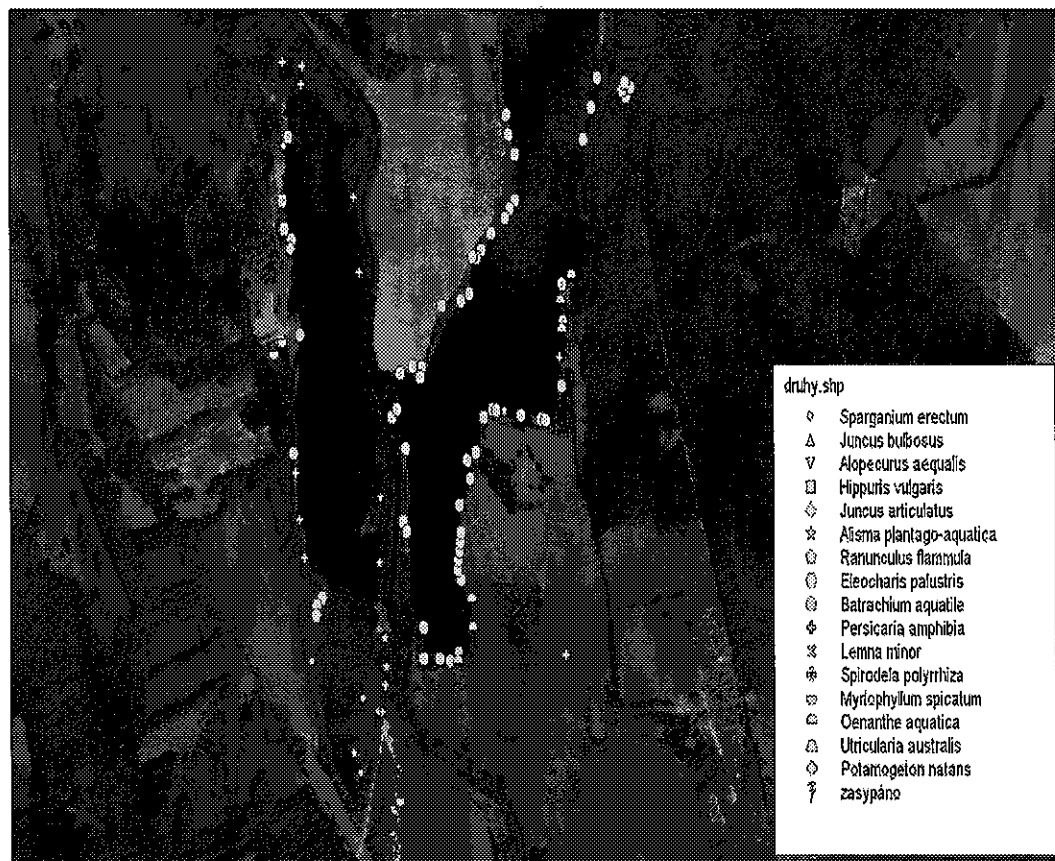 druhy.shp
Sparganium erectum
Juncus bulbosus
Alopecurus aequalis
Hippuris vulgaris
Juncus articulatus
Alisma plantago-aquatica
Ranunculus flammula
Eleocharis palustris
Batrachium aquatile
Persicaria amphibia
Lemna minor
Spirodela polyrrhiza
Myriophyllum spicatum
Oenanthe aquatica
Utricularia australis
Potamogeton natans
zasypáno